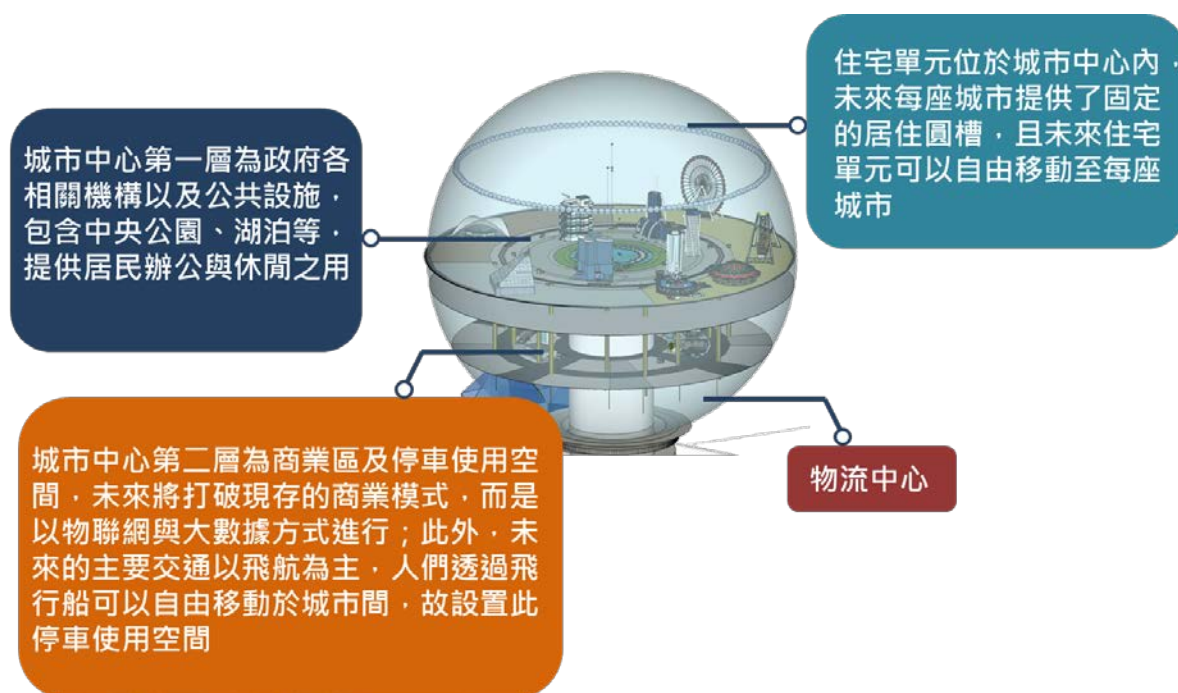 住宅單元位於城市中心內，
未來每座城市提供了固定
的居住圓槽，且未來住宅
單元可以自由移動至每座
城市
城市中心第一層為政府各
相關機構以及公共設施，
包含中央公園、湖泊等，
提供居民辦公與休閒之用
城市中心第二層為商業區及停車使用空
間，未來將打破現存的商業模式，而是
以物聯網與大數據方式進行；此外，未
來的主要交通以飛航為主，人們透過飛
行船可以自由移動於城市間，故設置此
停車使用空間
物流中心